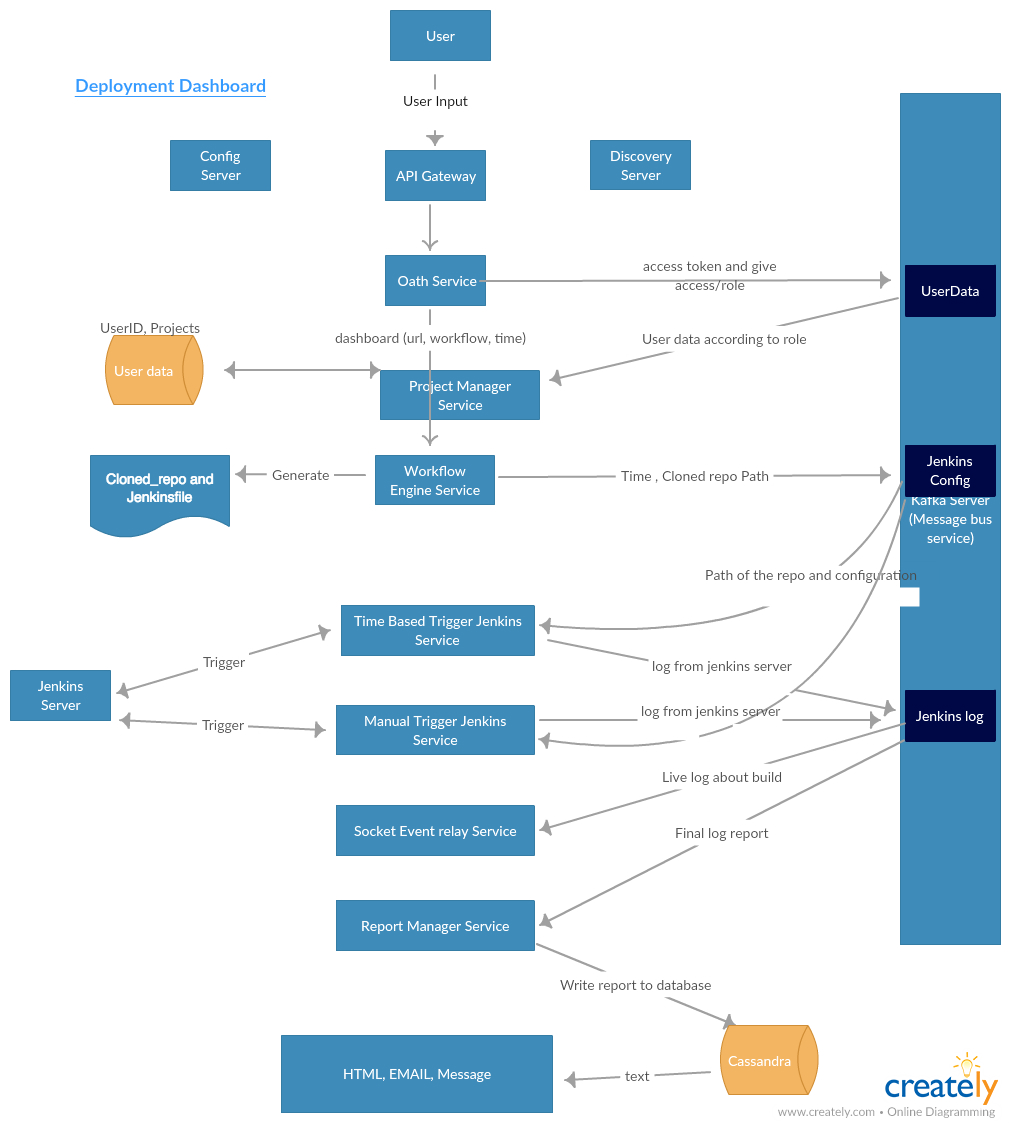 User
Deployment Dashboard
User Input
Config
Server
API Gateway
Discovery
Server
Oath Service
access token and give
access/role
UserData
UserID, Projects
dashboard (url, workflow, time)
User data according to role
User data
Project Manager
Service
Cloned_repo and
Jenkinsfile
Generate
Workflow
Engine Service
Time , Cloned repo Path
Jenkins
Config
Kafka Server
(Message bus
service)
Path of the repo and configuration
Time Based Trigger Jenkins
Service
Trigger
log from jenkins server
Jenkins
Server
Trigger
Manual Trigger Jenkins
Service
log from jenkins server
Jenkins log
Live log about build
Socket Event relay Service
Final log report
Report Manager Service
Write report to database
HTML, EMAIL, Message
text
Cassandra
creately
www.creately.com • Online Diagramming